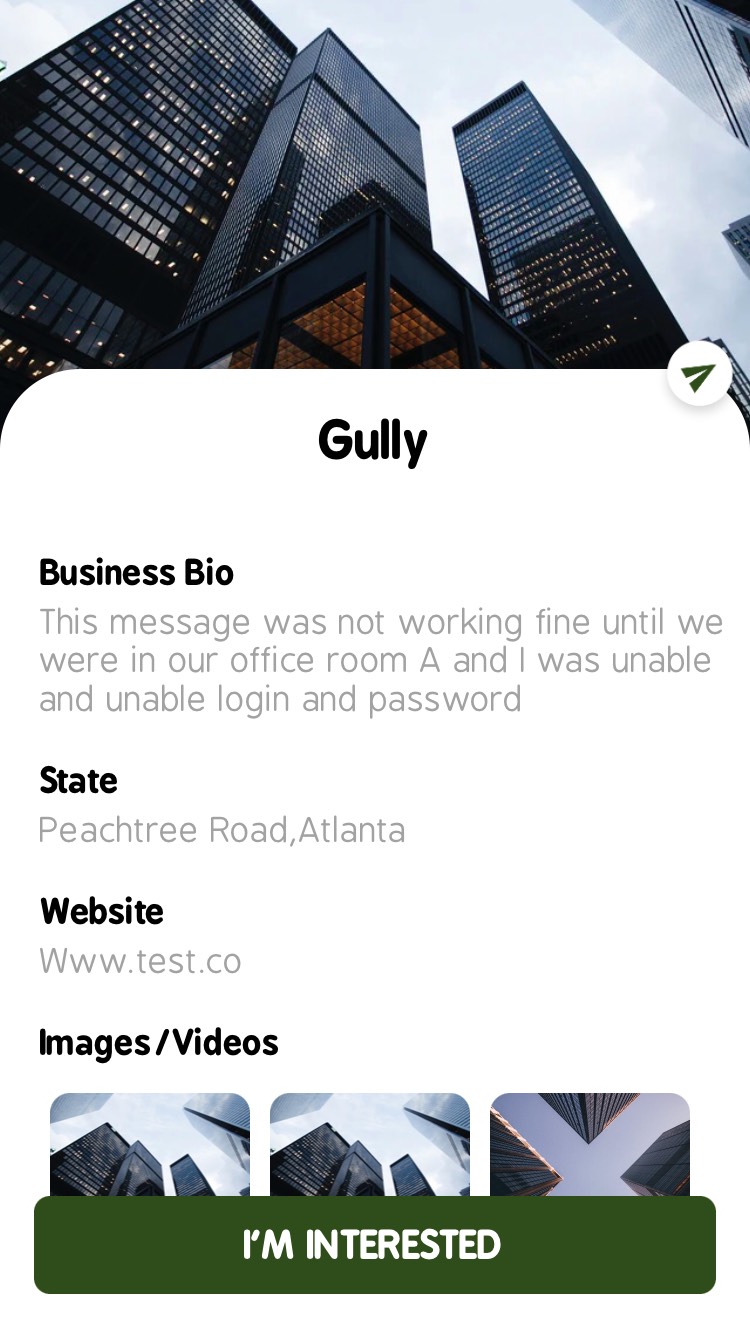 Gully
Business Bio
This message was not working fine until we
were in our office room A and I was unable
and unable login and password
State
Peachtree Road,Atlanta
Website
Www.test.co
Images/Videos
I'M INTERESTED